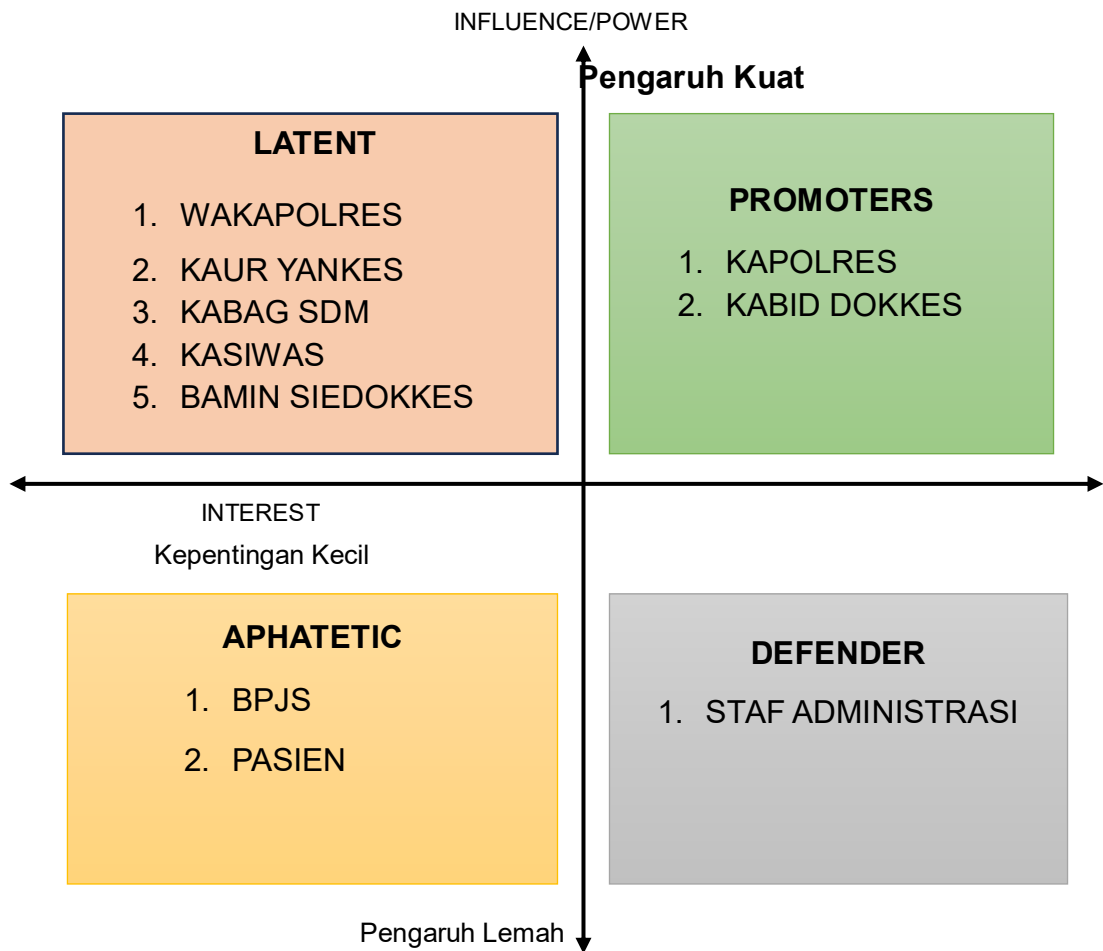 INFLUENCE/POWER
Pengaruh Kuat
LATENT
1. WAKAPOLRES
2. KAUR YANKES
3. KABAG SDM
4. KASIWAS
5. BAMIN SIEDOKKES
PROMOTERS
1. KAPOLRES
2. KABID DOKKES
INTEREST
Kepentingan Kecil
APHATETIC
1. BPJS
2. PASIEN
DEFENDER
1. STAF ADMINISTRASI
Pengaruh Lemah